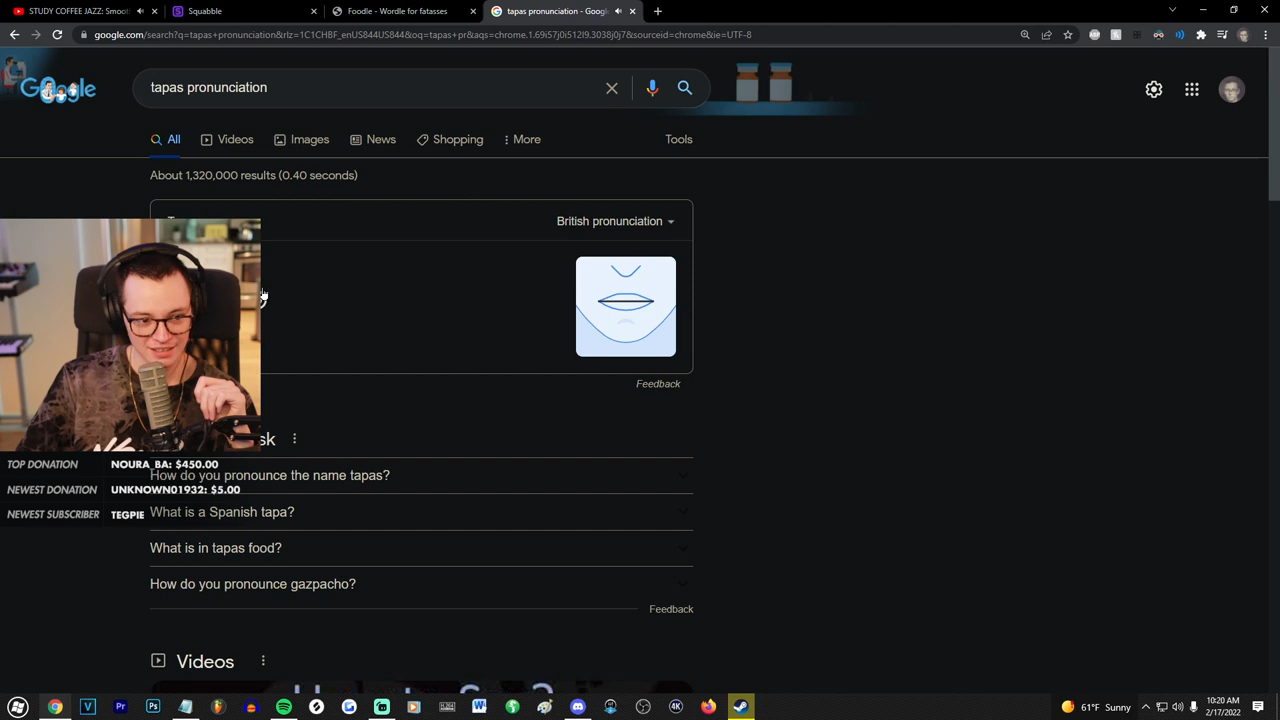 STUDY COFFEE JAZZ: Smoot
Squabble
Foodle - Wordle for fatasses
tapas pronunciation - Googl
google.com/search?q=tapas+pronunciation&rlz=1C1CHBF_enUS844US844&oq=tapas+pr&aqs=chrome.1.69i57j0i512l9.3038j0j7&sourceid=chrome&ie=UTF-8
tapas pronunciation
All
Videos
Images
News
Shopping
More
Tools
About 1,320,000 results (0.40 seconds)
British pronunciation
Feedback
sk
TOP DONATION NOURA_BA: $450.00
How do you pronounce the name tapas?
NEWEST DONATION UNKNOWN01932: $5.00
NEWEST SUBSCRIBER TEGPIE
What is a Spanish tapa?
What is in tapas food?
How do you pronounce gazpacho?
Feedback
Videos
61°F Sunny
10:20 AM
2/17/2022